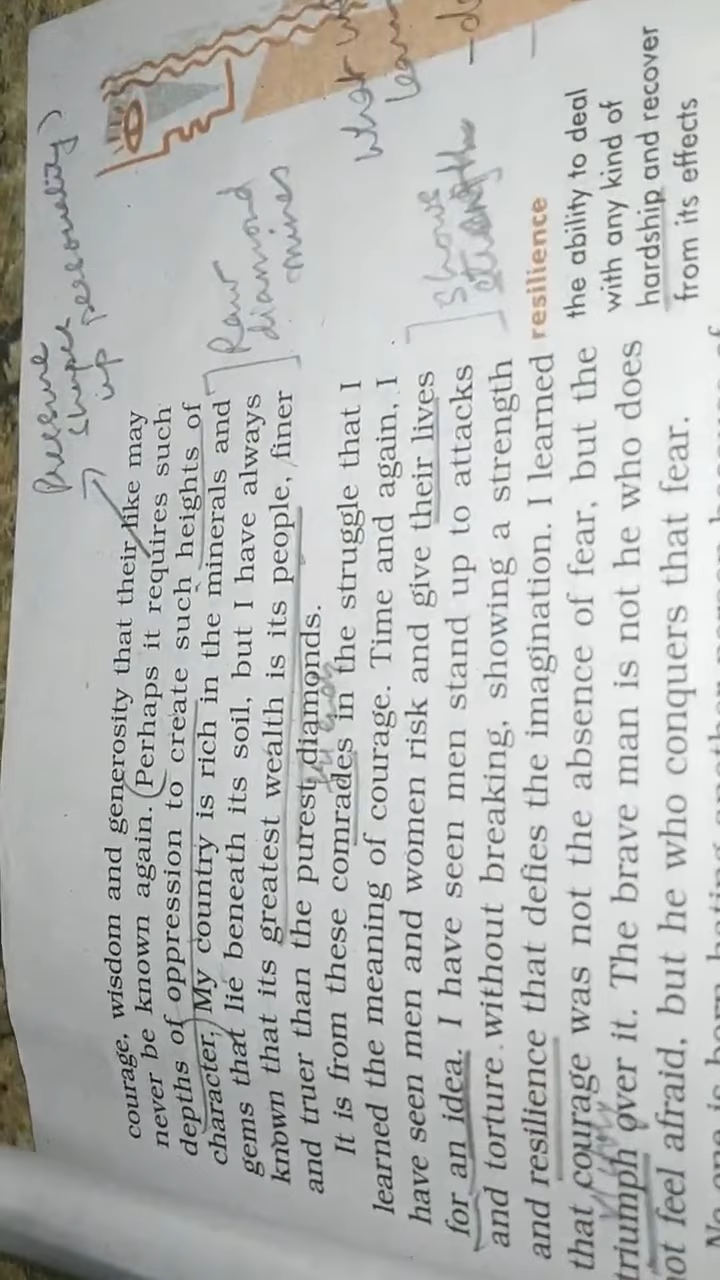 Pressure
shapes
up personality)
Raw
diamond
mines
What
learn
shows
strength
courage, wisdom and generosity that their like may
never be known again. Perhaps it requires such
depths of oppression to create such heights of
character. My country is rich in the minerals and
gems that lie beneath its soil, but I have always
known that its greatest wealth is its people, finer
and truer than the purest diamonds.
It is from these comrades in the struggle that I
learned the meaning of courage. Time and again, I
have seen men and women risk and give their lives
for an idea. I have seen men stand up to attacks
and torture without breaking, showing a strength
and resilience that defies the imagination. I learned
that courage was not the absence of fear, but the
triumph over it. The brave man is not he who does
ot feel afraid, but he who conquers that fear.
resilience
the ability to deal
with any kind of
hardship and recover
from its effects